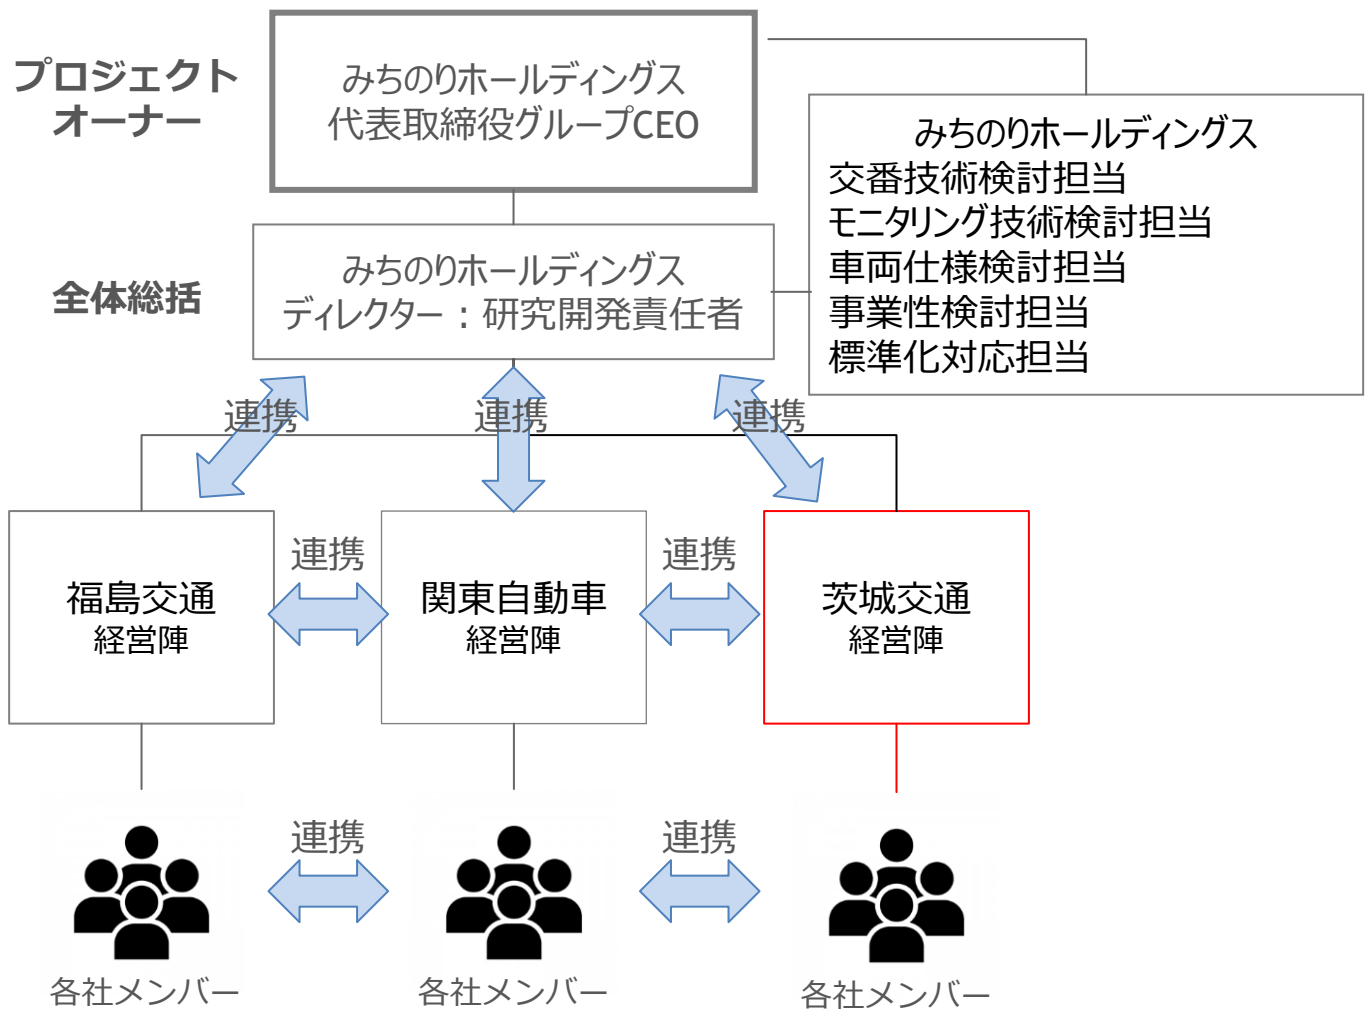 プロジェクト
オーナー
みちのりホールディングス
代表取締役グループCEO
みちのりホールディングス
交番技術検討担当
モニタリング技術検討担当
車両仕様検討担当
事業性検討担当
標準化対応担当
全体総括
みちのりホールディングス
ディレクター：研究開発責任者
連携
連携
連携
福島交通
経営陣
連携
関東自動車
経営陣
連携
茨城交通
経営陣
連携
連携
各社メンバー
各社メンバー
各社メンバー